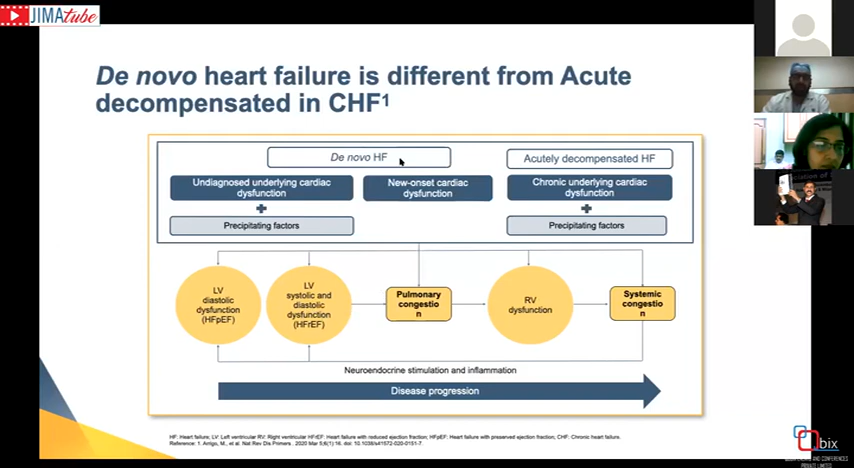 JIMAtube
De novo heart failure is different from Acute
decompensated in CHF1
De novo HF
Acutely decompensated HF
Undiagnosed underlying cardiac
dysfunction
New-onset cardiac
dysfunction
Chronic underlying cardiac
dysfunction
+
+
Precipitating factors
Precipitating factors
LV
diastolic
dysfunction
(HFpEF)
LV
systolic and
diastolic
dysfunction
(HFrEF)
Pulmonary
congestio
n
RV
dysfunction
Systemic
congestio
n
Neuroendocrine stimulation and inflammation
Disease progression
HF: Heart failure; LV: Left ventricular RV: Right ventricular HFrEF: Heart failure with reduced ejection fraction, HFpEF: Heart failure with preserved ejection fraction, CHF: Chronic heart failure.
Reference: 1. Arrigo, M., et al. Nat Rev Dis Primers. 2020 Mar 5;6(1):16. doi: 10.1038/s41572-020-0151-7.
bix
PRIVATE LIMITED